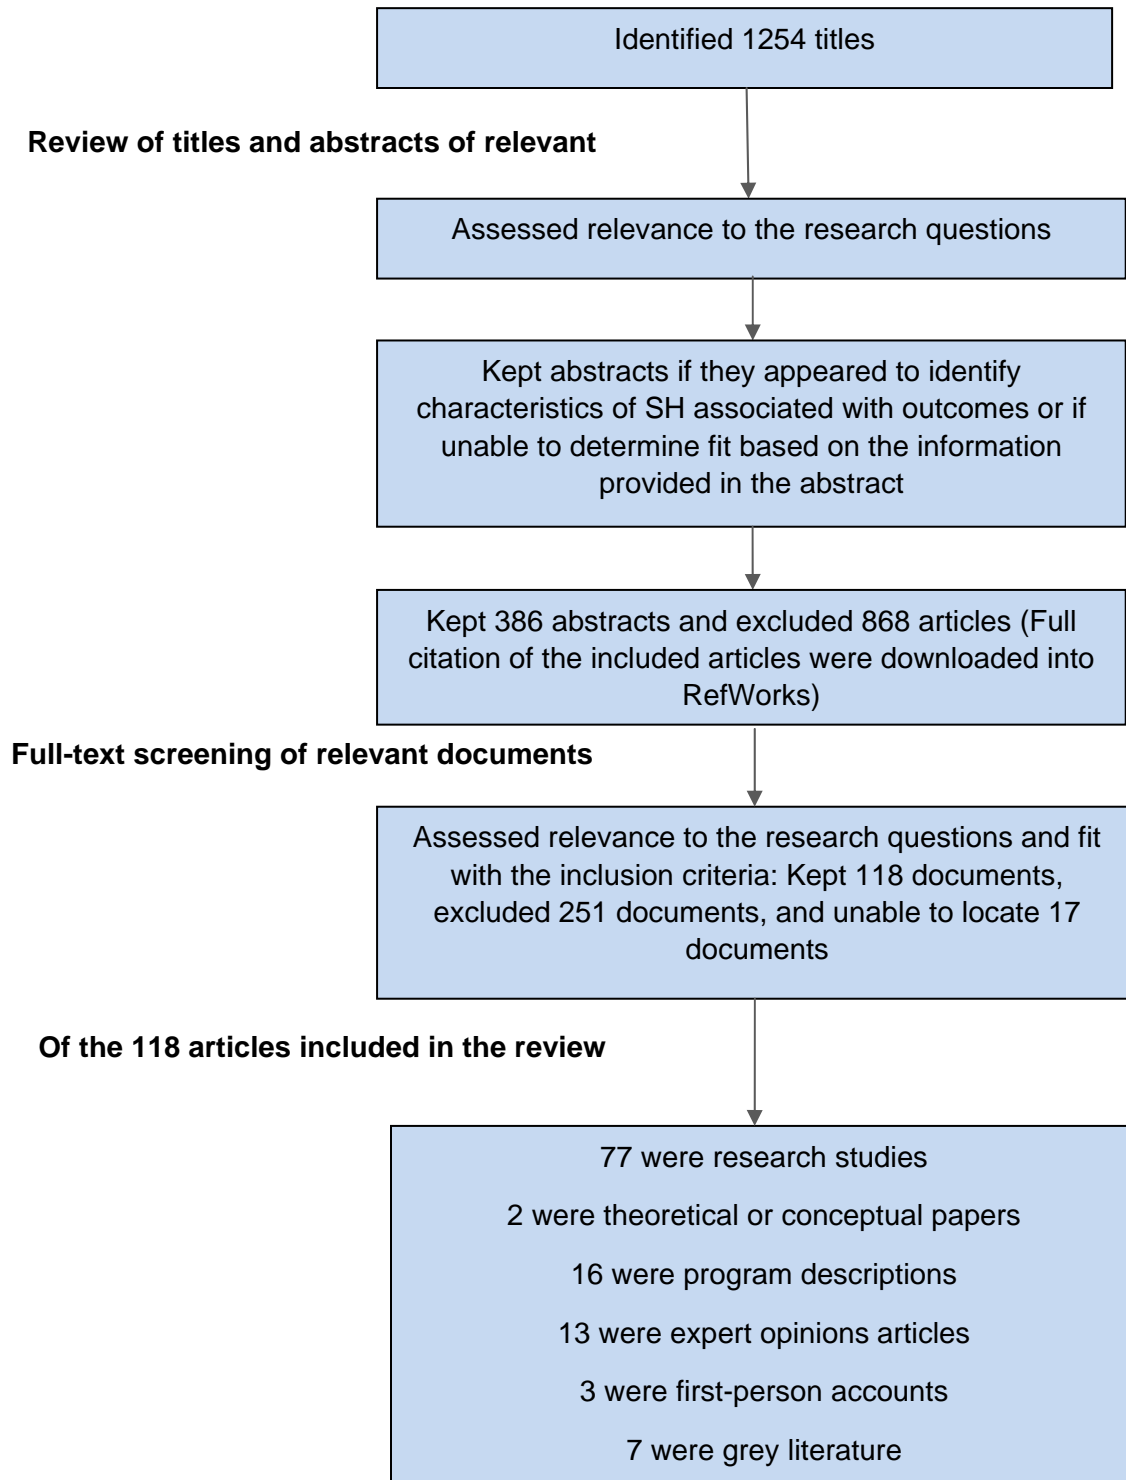 Identified 1254 titles
Review of titles and abstracts of relevant
Assessed relevance to the research questions
Kept abstracts if they appeared to identify
characteristics of SH associated with outcomes or if
unable to determine fit based on the information
provided in the abstract
Kept 386 abstracts and excluded 868 articles (Full
citation of the included articles were downloaded into
RefWorks)
Full-text screening of relevant documents
Assessed relevance to the research questions and fit
with the inclusion criteria: Kept 118 documents,
excluded 251 documents, and unable to locate 17
documents
Of the 118 articles included in the review
77 were research studies
2 were theoretical or conceptual papers
16 were program descriptions
13 were expert opinions articles
3 were first-person accounts
7 were grey literature